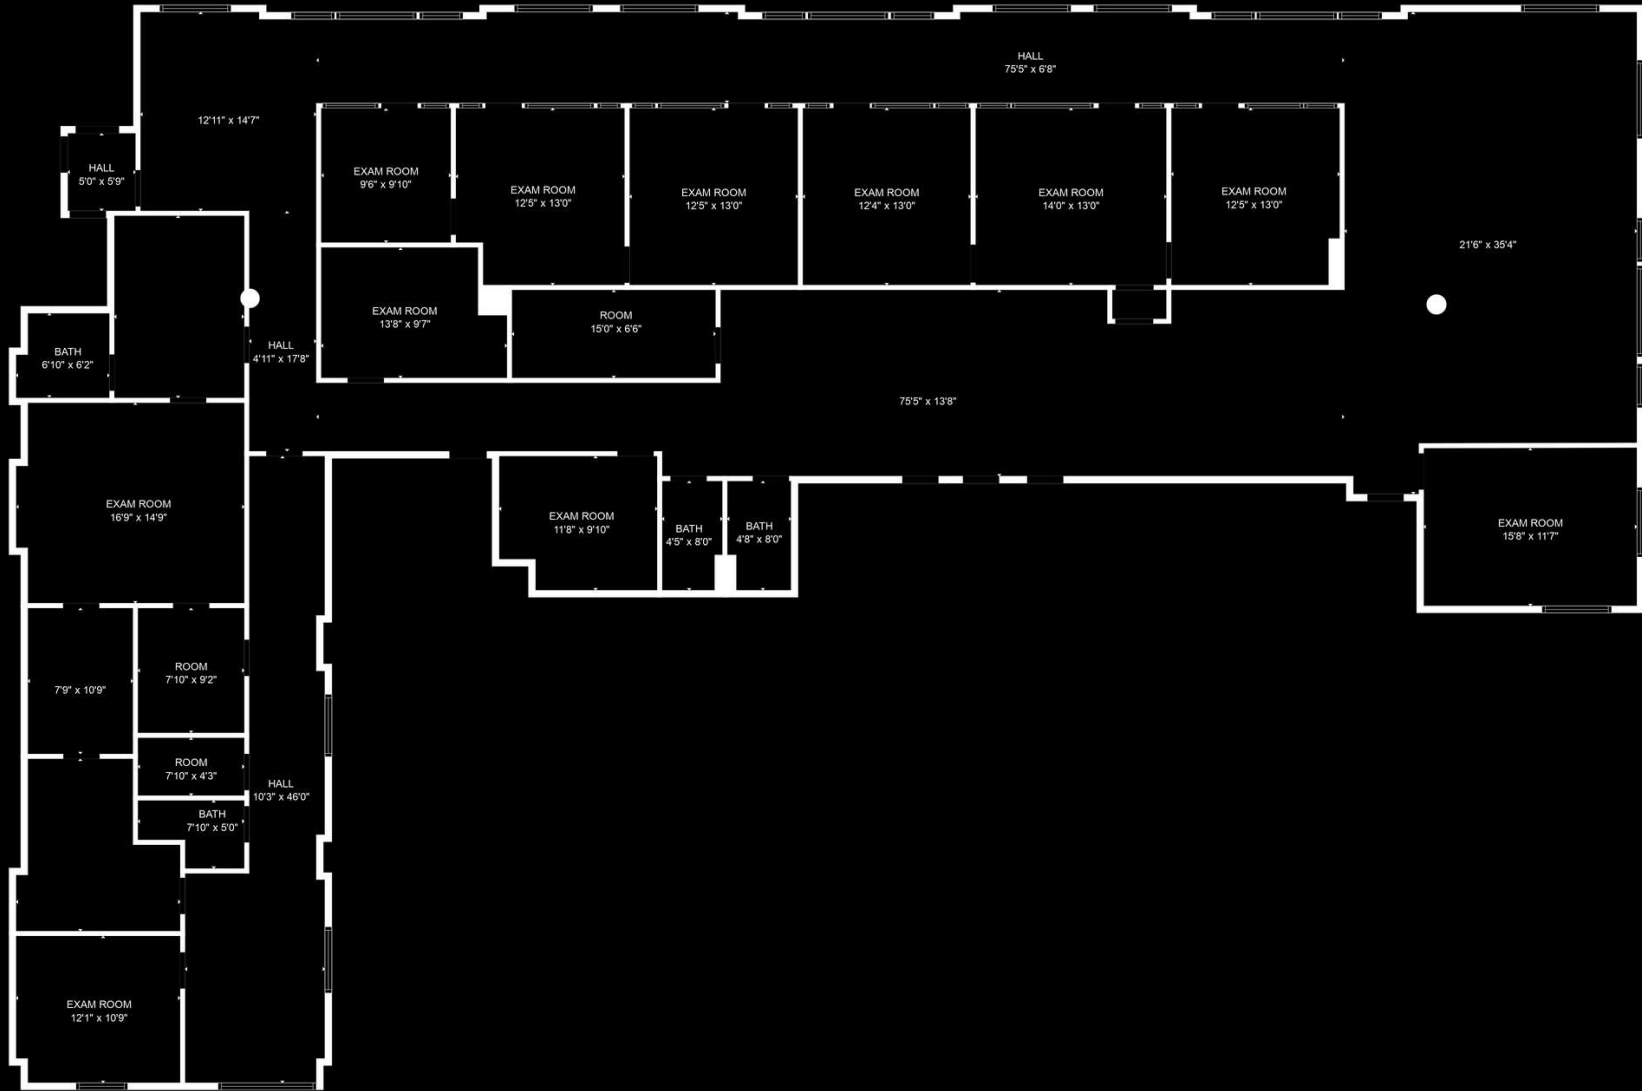 HALL
75'5" x 6'8"
12'11" x 14'7"
HALL
5'0" x 5'9"
EXAM ROOM
9'6" x 9'10"
EXAM ROOM
12'5" x 13'0"
EXAM ROOM
12'5" x 13'0"
EXAM ROOM
12'4" x 13'0"
EXAM ROOM
14'0" x 13'0"
EXAM ROOM
12'5" x 13'0"
21'6" x 35'4"
EXAM ROOM
13'8" x 9'7"
ROOM
15'0" x 6'6"
HALL
4'11" x 17'8"
BATH
6'10" x 6'2"
75'5" x 13'8"
EXAM ROOM
16'9" x 14'9"
EXAM ROOM
11'8" x 9'10"
BATH
4'5" x 8'0"
BATH
4'8" x 8'0"
EXAM ROOM
15'8" x 11'7"
ROOM
7'10" x 9'2"
7'9" x 10'9"
ROOM
7'10" x 4'3"
HALL
10'3" x 46'0"
BATH
7'10" x 5'0"
EXAM ROOM
12'1" x 10'9"